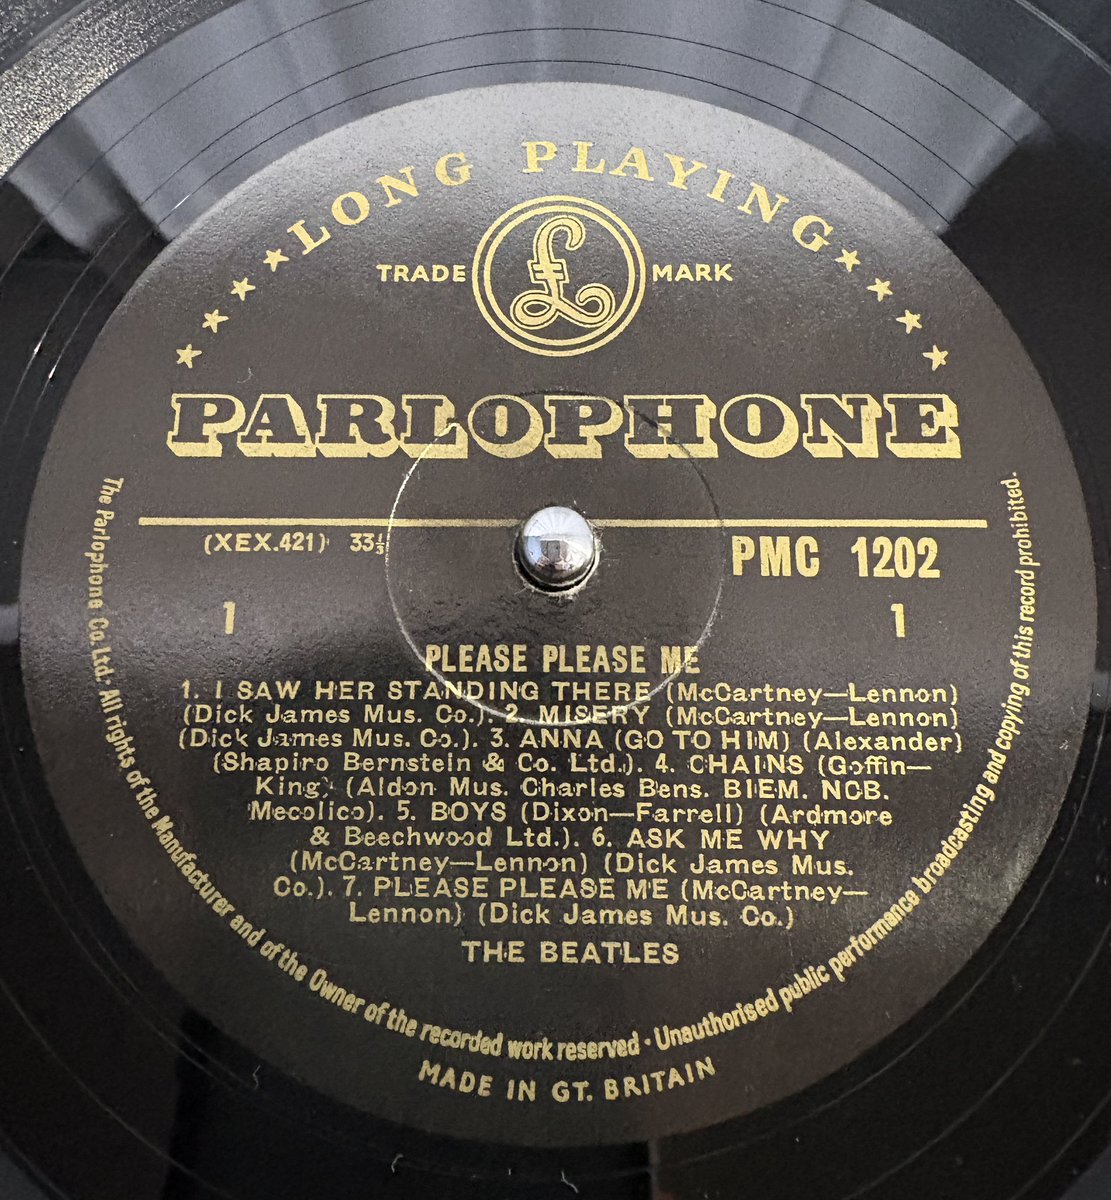 LONG PLAYING
TRADE £ MARK
PARLOPHONE
(XEX.421) 33⅓
PMC 1202
1
1
PLEASE PLEASE ME
1. I SAW HER STANDING THERE (McCartney—Lennon)
(Dick James Mus. Co.). 2. MISERY (McCartney—Lennon)
(Dick James Mus. Co.). 3. ANNA (GO TO HIM) (Alexander)
(Shapiro Bernstein & Co. Ltd.). 4. CHAINS (Goffin—
King) (Aldon Mus. Charles Bens. BIEM. NCB.
Mecolico). 5. BOYS (Dixon—Farrell) (Ardmore
& Beechwood Ltd.). 6. ASK ME WHY
(McCartney—Lennon) (Dick James Mus.
Co.). 7. PLEASE PLEASE ME (McCartney—
Lennon) (Dick James Mus. Co.)
THE BEATLES
The Parlophone Co. Ltd. All rights of the Manufacturer and of the Owner of the recorded work reserved · Unauthorised public performance broadcasting and copying of this record prohibited.
MADE IN GT. BRITAIN